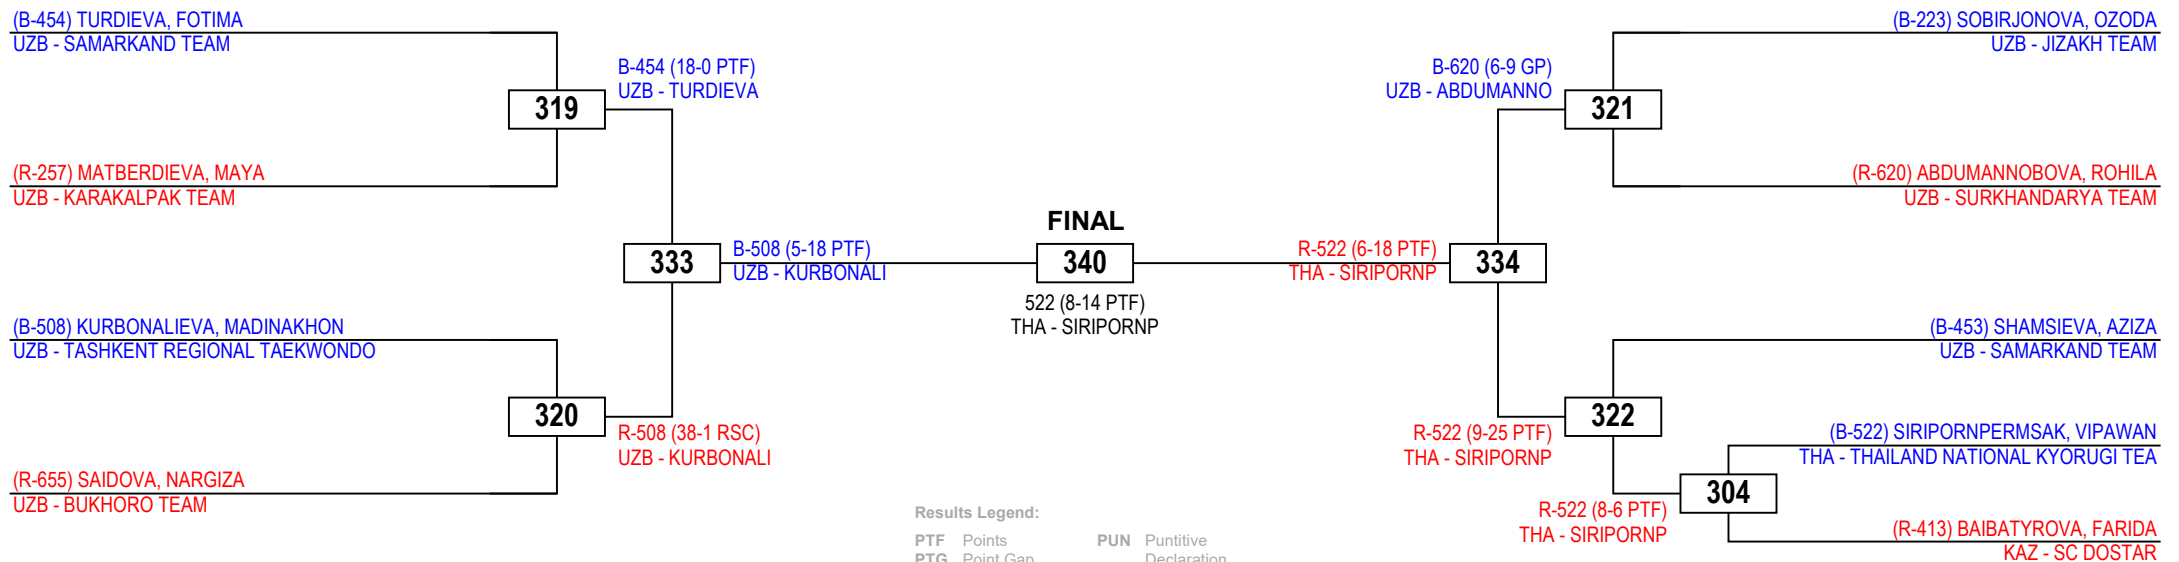 (B-454) TURDIEVA, FOTIMA
UZB - SAMARKAND TEAM
B-454 (18-0 PTF)
UZB - TURDIEVA
319
(R-257) MATBERDIEVA, MAYA
UZB - KARAKALPAK TEAM
333
B-508 (5-18 PTF)
UZB - KURBONALI
(B-508) KURBONALIEVA, MADINAKHON
UZB - TASHKENT REGIONAL TAEKWONDO
320
R-508 (38-1 RSC)
UZB - KURBONALI
(R-655) SAIDOVA, NARGIZA
UZB - BUKHORO TEAM
FINAL
340
522 (8-14 PTF)
THA - SIRIPORNP
(B-223) SOBIRJONOVA, OZODA
UZB - JIZAKH TEAM
B-620 (6-9 GP)
UZB - ABDUMANNO
321
(R-620) ABDUMANNOBOVA, ROHILA
UZB - SURKHANDARYA TEAM
R-522 (6-18 PTF)
THA - SIRIPORNP
334
(B-453) SHAMSIEVA, AZIZA
UZB - SAMARKAND TEAM
322
R-522 (9-25 PTF)
THA - SIRIPORNP
(B-522) SIRIPORNPERMSAK, VIPAWAN
THA - THAILAND NATIONAL KYORUGI TEA
304
R-522 (8-6 PTF)
THA - SIRIPORNP
(R-413) BAIBATYROVA, FARIDA
KAZ - SC DOSTAR
Results Legend:
PTF Points PUN Puntitive
PTG Point Gap Declaration